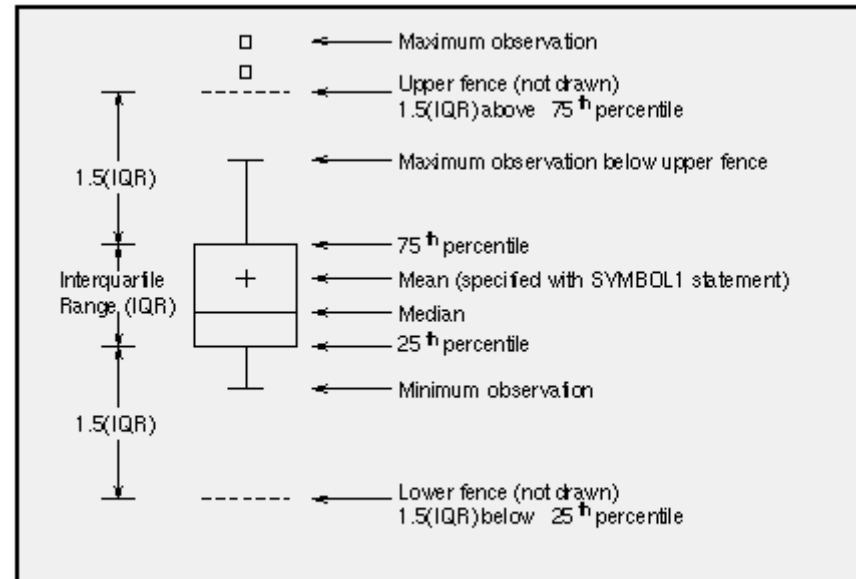 Maximum observation
Upper fence (not drawn)
1.5(IQR) above 75th percentile
Maximum observation below upper fence
1.5(IQR)
75th percentile
Interquartile
Range (IQR)
Mean (specified with SYMBOL1 statement)
Median
25th percentile
Minimum observation
1.5(IQR)
Lower fence (not drawn)
1.5(IQR) below 25th percentile